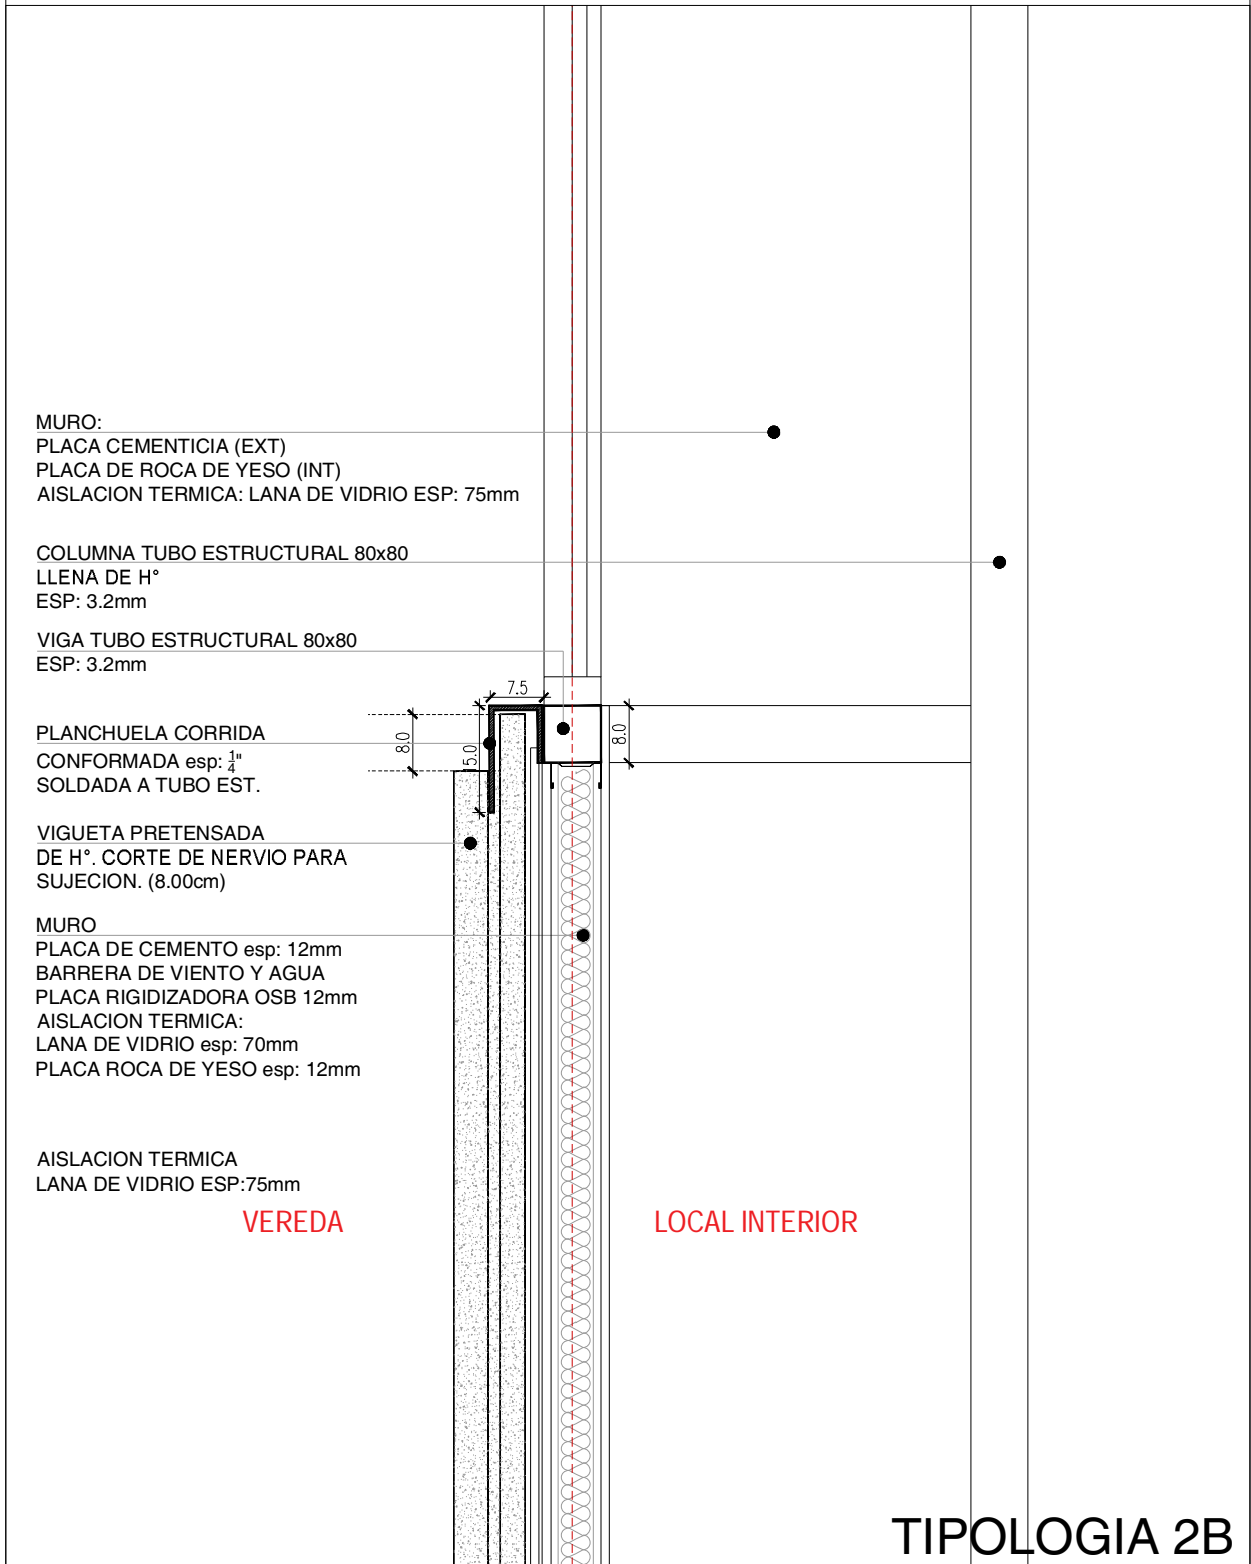 MURO:
PLACA CEMENTICIA (EXT)
PLACA DE ROCA DE YESO (INT)
AISLACION TERMICA: LANA DE VIDRIO ESP: 75mm
COLUMNA TUBO ESTRUCTURAL 80x80
LLENA DE H°
ESP: 3.2mm
VIGA TUBO ESTRUCTURAL 80x80
ESP: 3.2mm
7.5
8.0
15.0
8.0
PLANCHUELA CORRIDA
CONFORMADA esp: 1/4"
SOLDADA A TUBO EST.
VIGUETA PRETENSADA
DE H°. CORTE DE NERVIO PARA
SUJECION. (8.00cm)
MURO
PLACA DE CEMENTO esp: 12mm
BARRERA DE VIENTO Y AGUA
PLACA RIGIDIZADORA OSB 12mm
AISLACION TERMICA:
LANA DE VIDRIO esp: 70mm
PLACA ROCA DE YESO esp: 12mm
AISLACION TERMICA
LANA DE VIDRIO ESP:75mm
VEREDA
LOCAL INTERIOR
TIPOLOGIA 2B